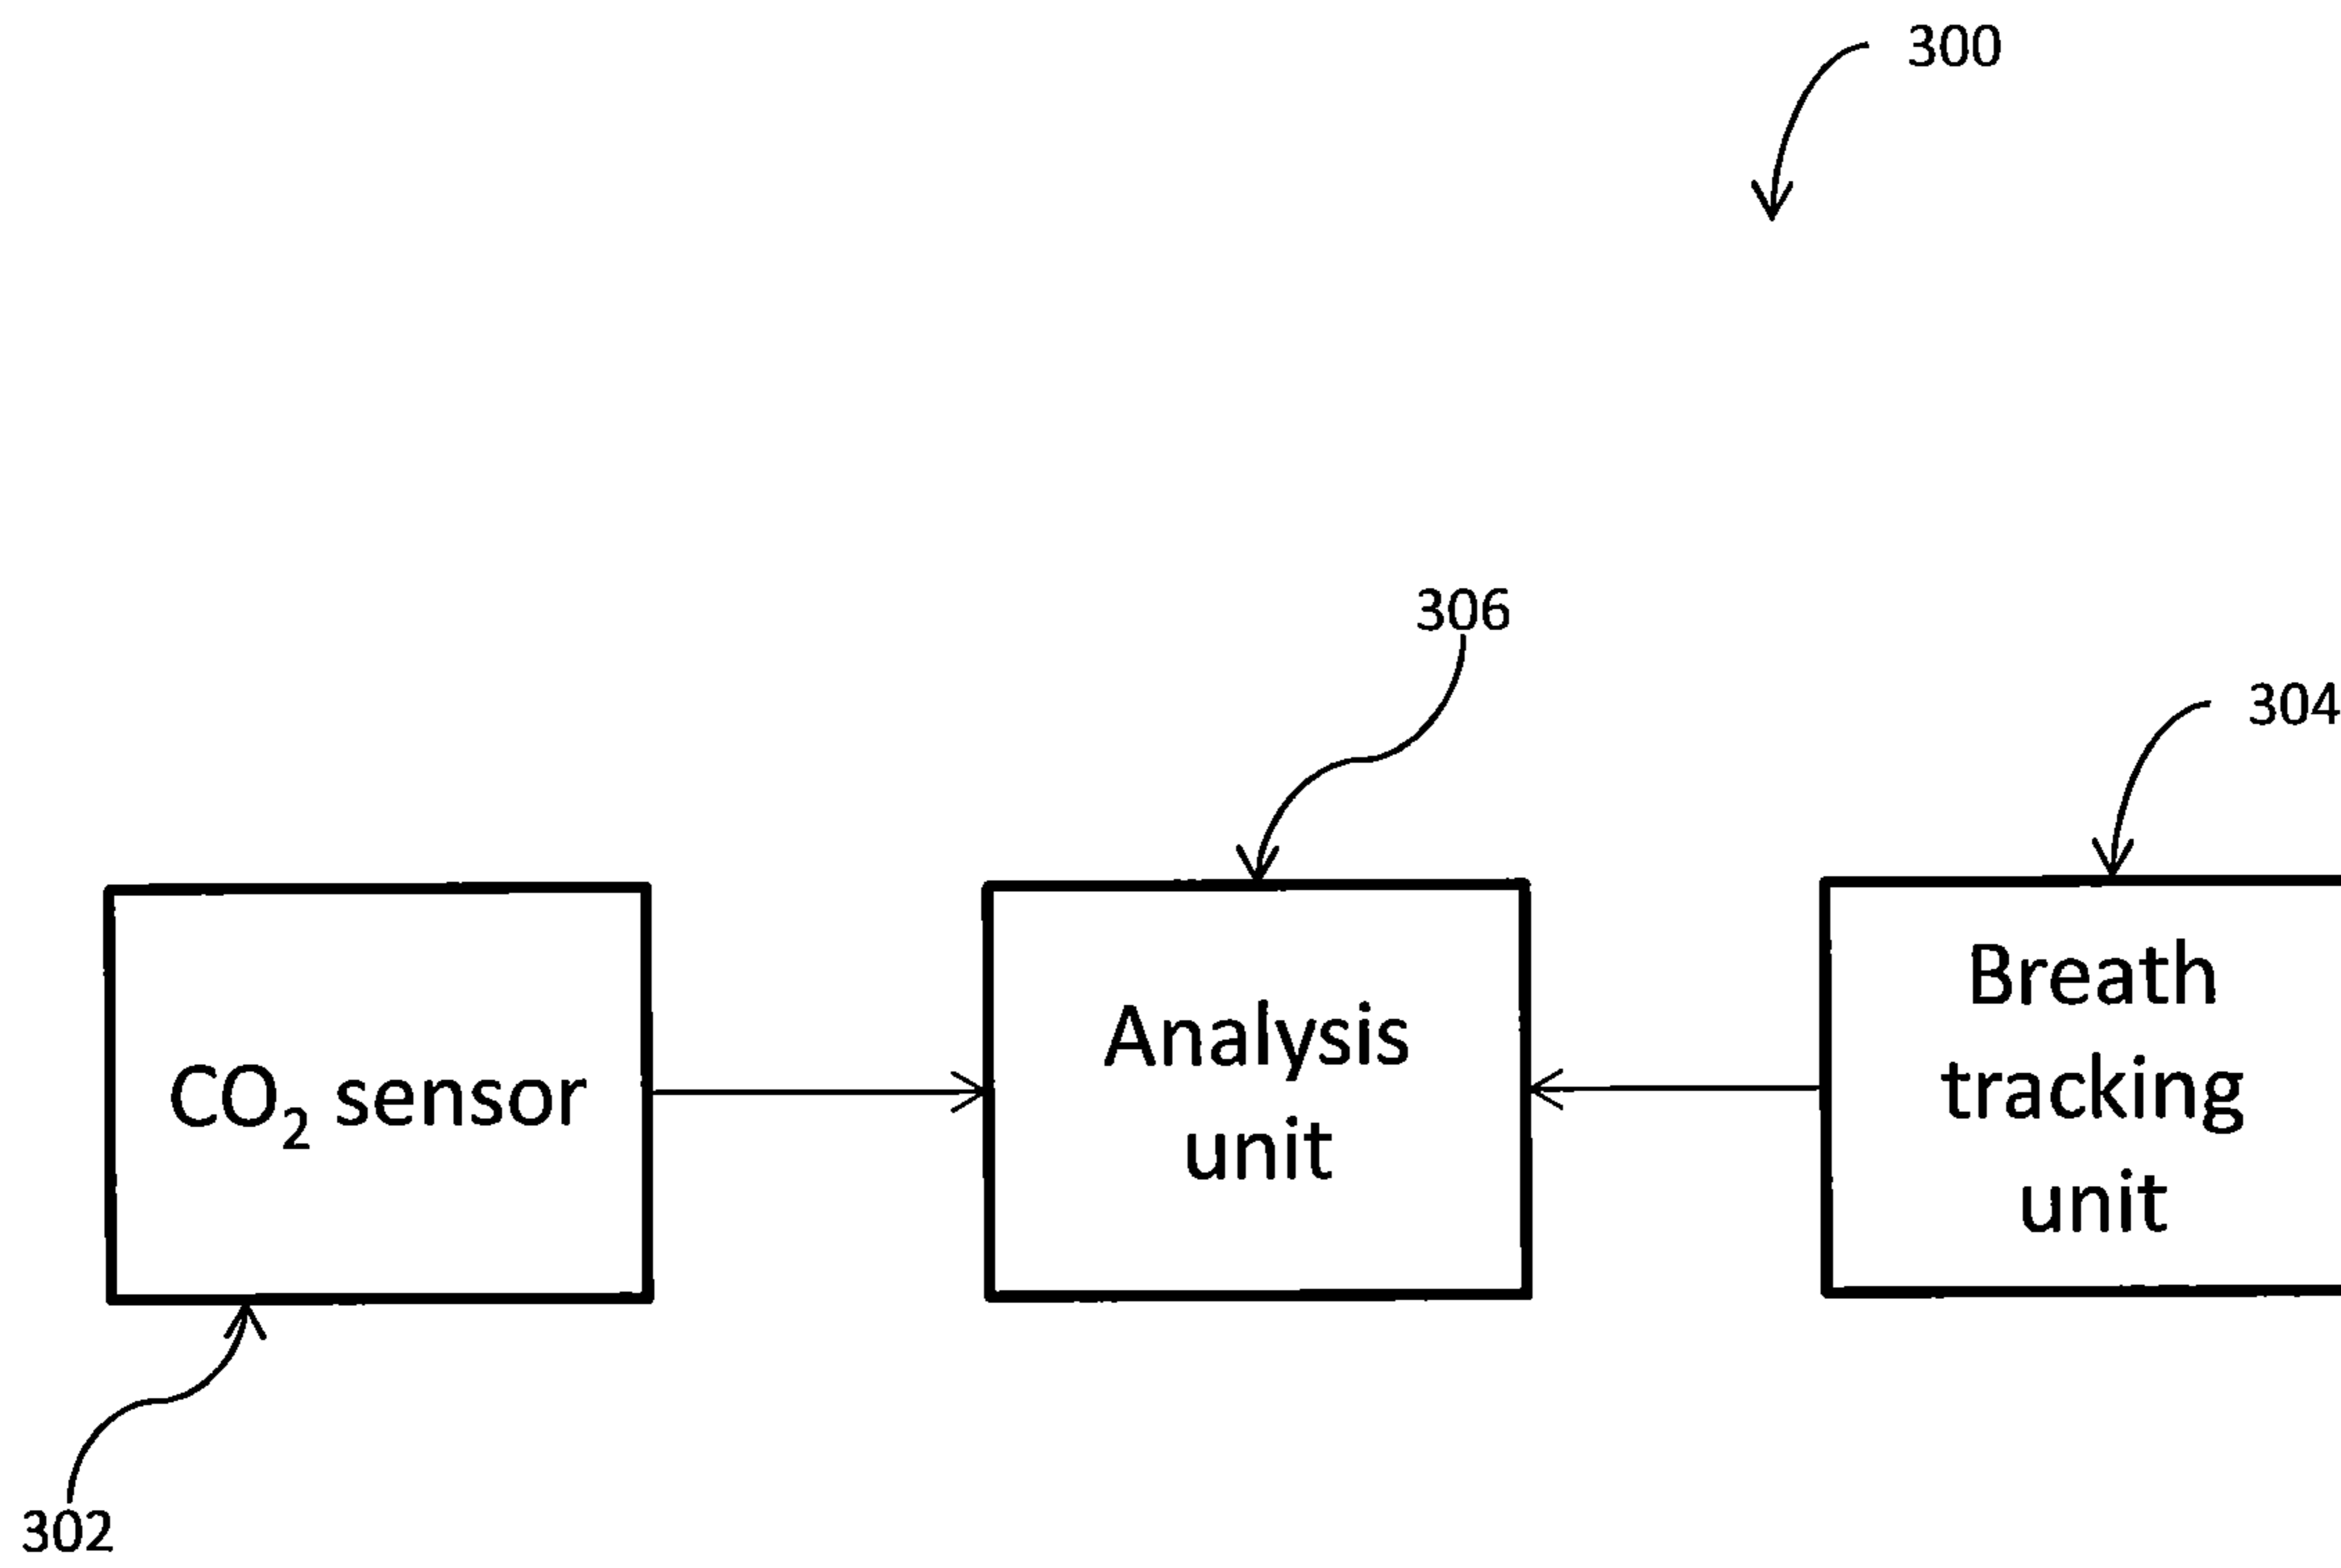 300
306
304
CO₂ sensor
Analysis
unit
Breath
tracking
unit
302